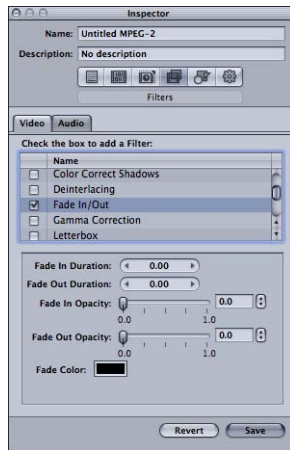 Inspector
Name: Untitled MPEG-2
Description: No description
Filters
Video Audio
Check the box to add a Filter:
Name
Color Correct Shadows
Deinterlacing
Fade In/Out
Gamma Correction
Letterbox
Fade In Duration: 0.00
Fade Out Duration: 0.00
Fade In Opacity: 0.0
0.0 1.0
Fade Out Opacity: 0.0
0.0 1.0
Fade Color:
Revert Save